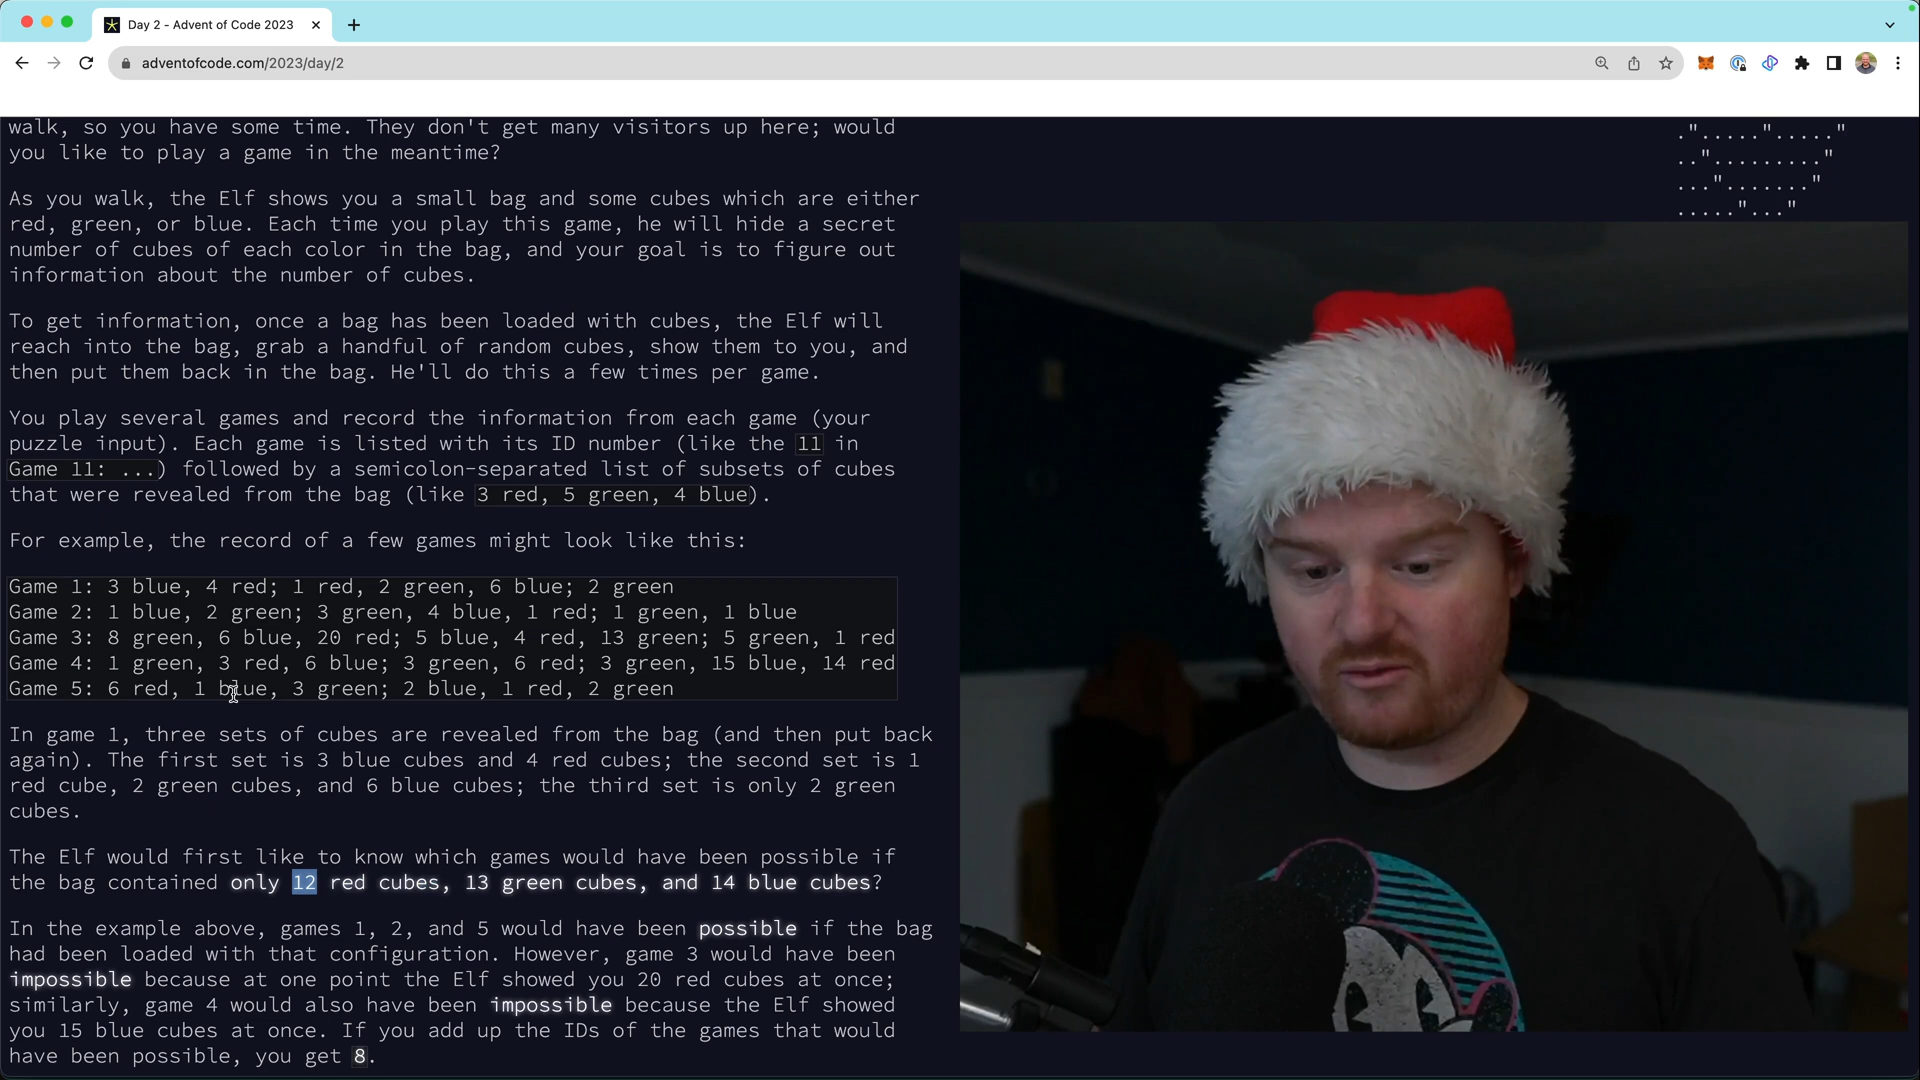 Day 2 - Advent of Code 2023
adventofcode.com/2023/day/2
walk, so you have some time. They don't get many visitors up here; would
you like to play a game in the meantime?
As you walk, the Elf shows you a small bag and some cubes which are either
red, green, or blue. Each time you play this game, he will hide a secret
number of cubes of each color in the bag, and your goal is to figure out
information about the number of cubes.
To get information, once a bag has been loaded with cubes, the Elf will
reach into the bag, grab a handful of random cubes, show them to you, and
then put them back in the bag. He'll do this a few times per game.
You play several games and record the information from each game (your
puzzle input). Each game is listed with its ID number (like the 11 in
Game 11: ...) followed by a semicolon-separated list of subsets of cubes
that were revealed from the bag (like 3 red, 5 green, 4 blue).
For example, the record of a few games might look like this:
Game 1: 3 blue, 4 red; 1 red, 2 green, 6 blue; 2 green
Game 2: 1 blue, 2 green; 3 green, 4 blue, 1 red; 1 green, 1 blue
Game 3: 8 green, 6 blue, 20 red; 5 blue, 4 red, 13 green; 5 green, 1 red
Game 4: 1 green, 3 red, 6 blue; 3 green, 6 red; 3 green, 15 blue, 14 red
Game 5: 6 red, 1 blue, 3 green; 2 blue, 1 red, 2 green
In game 1, three sets of cubes are revealed from the bag (and then put back
again). The first set is 3 blue cubes and 4 red cubes; the second set is 1
red cube, 2 green cubes, and 6 blue cubes; the third set is only 2 green
cubes.
The Elf would first like to know which games would have been possible if
the bag contained only 12 red cubes, 13 green cubes, and 14 blue cubes?
In the example above, games 1, 2, and 5 would have been possible if the bag
had been loaded with that configuration. However, game 3 would have been
impossible because at one point the Elf showed you 20 red cubes at once;
similarly, game 4 would also have been impossible because the Elf showed
you 15 blue cubes at once. If you add up the IDs of the games that would
have been possible, you get 8.
."....."....."
.."........."
..."......."
....."..."